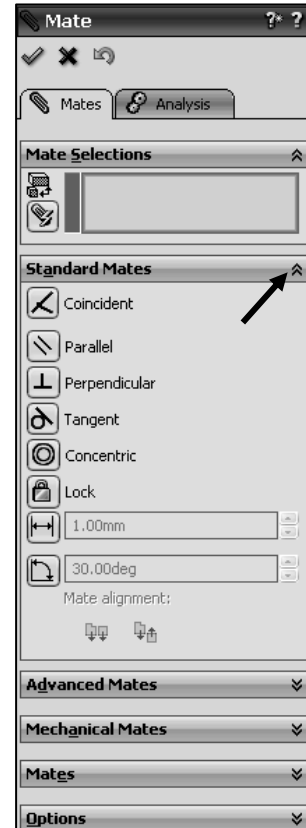 Mate
Mates Analysis
Mate Selections
Standard Mates
Coincident
Parallel
Perpendicular
Tangent
Concentric
Lock
1.00mm
30.00deg
Mate alignment:
Advanced Mates
Mechanical Mates
Mates
Options